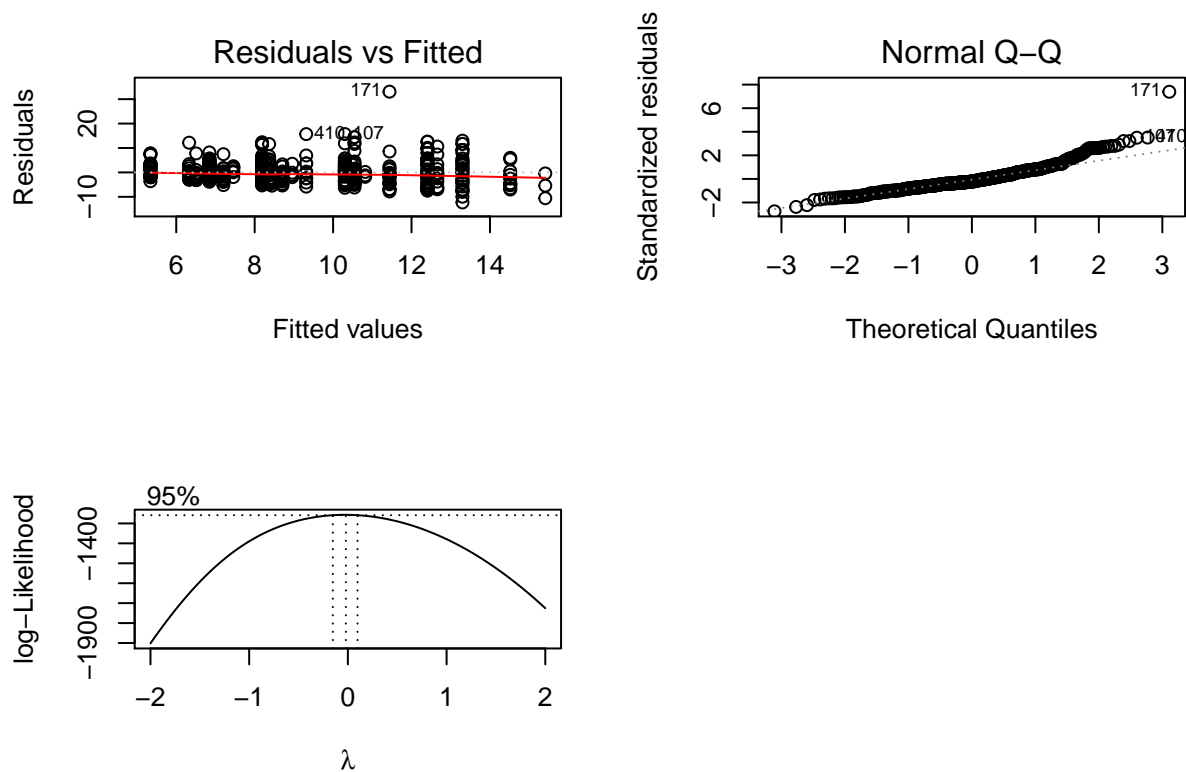 Residuals vs Fitted
Residuals
20
−10
171
410
107
6 8 10 12 14
Fitted values
Normal Q−Q
Standardized residuals
6
2
−2
171
−3 −2 −1 0 1 2 3
Theoretical Quantiles
95%
log−Likelihood
−1400
−1900
−2 −1 0 1 2
λ